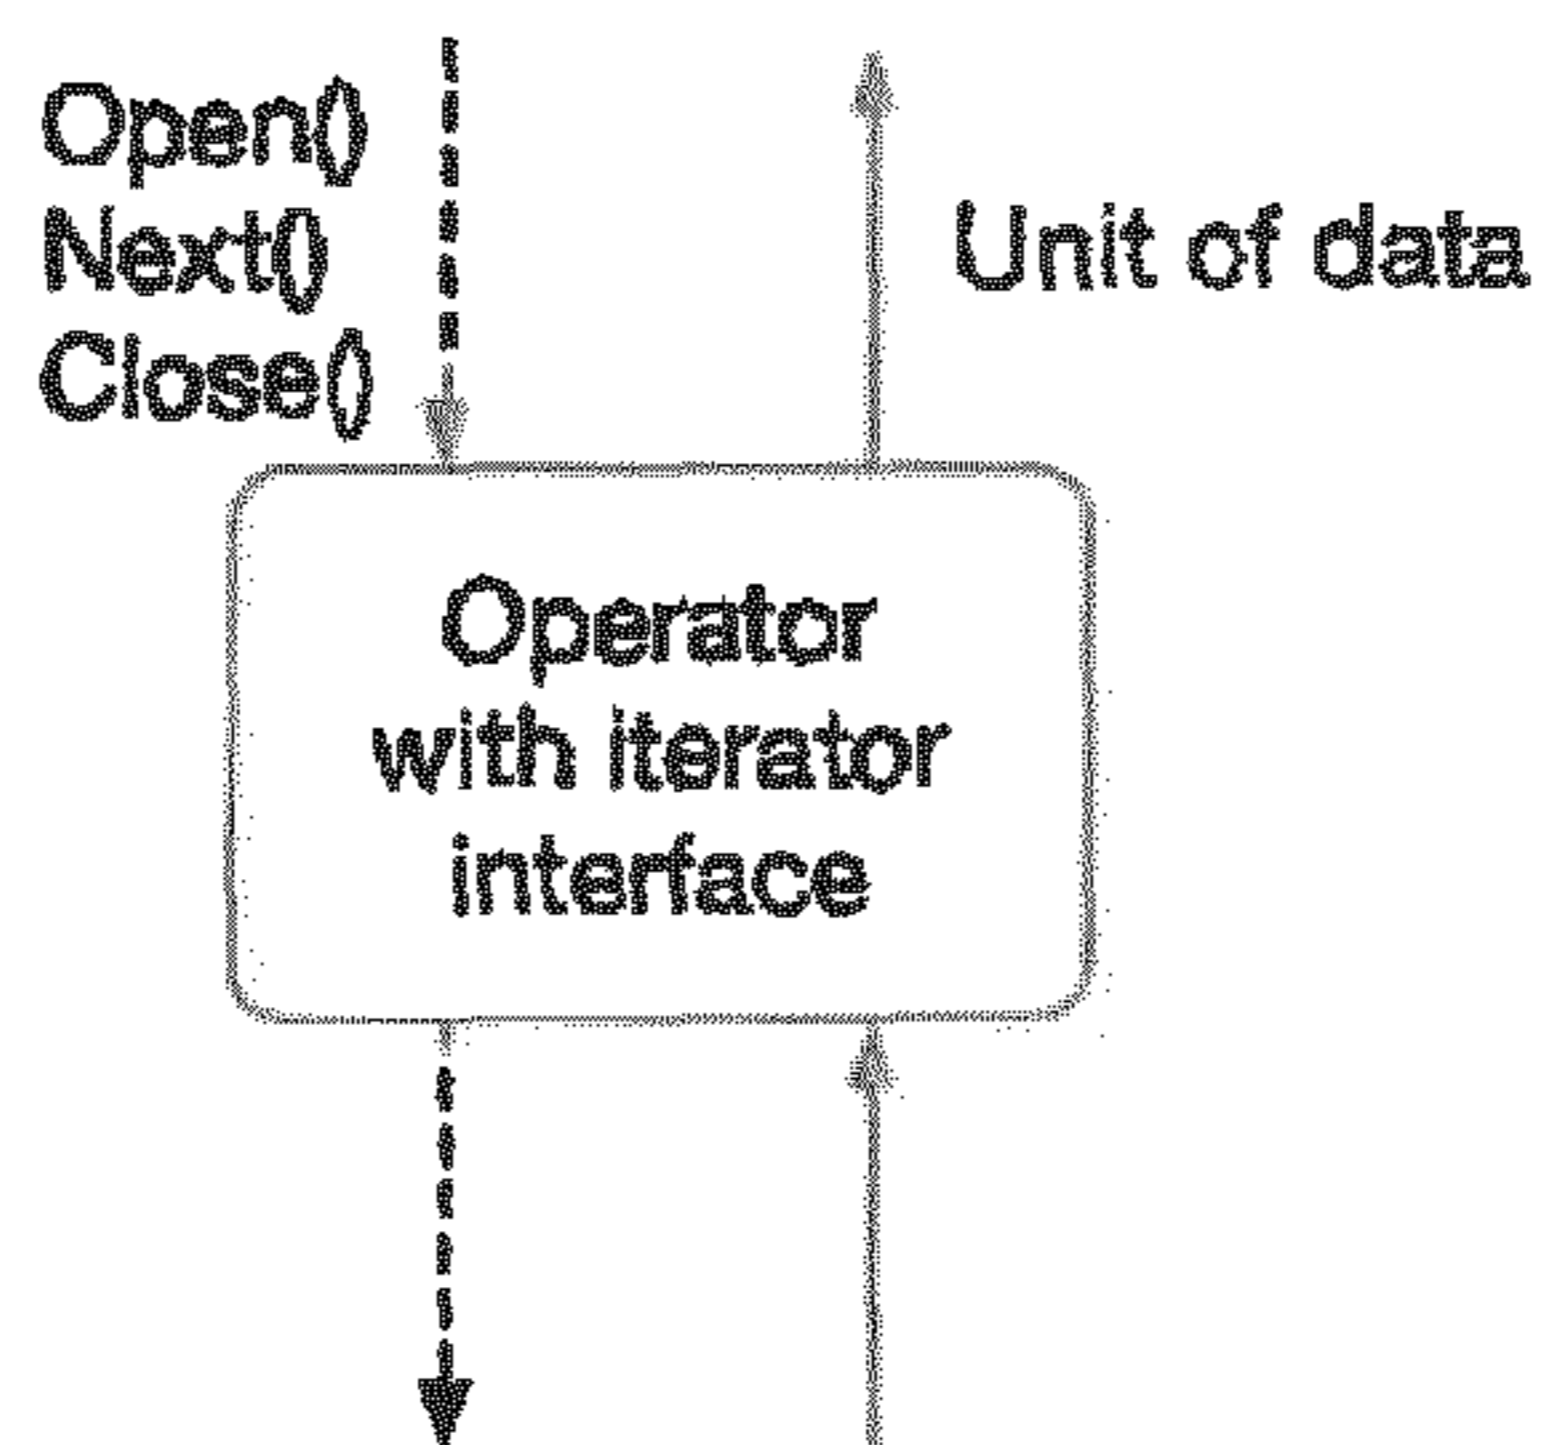 Open()
Next()
Close()
Unit of data
Operator
with iterator
interface